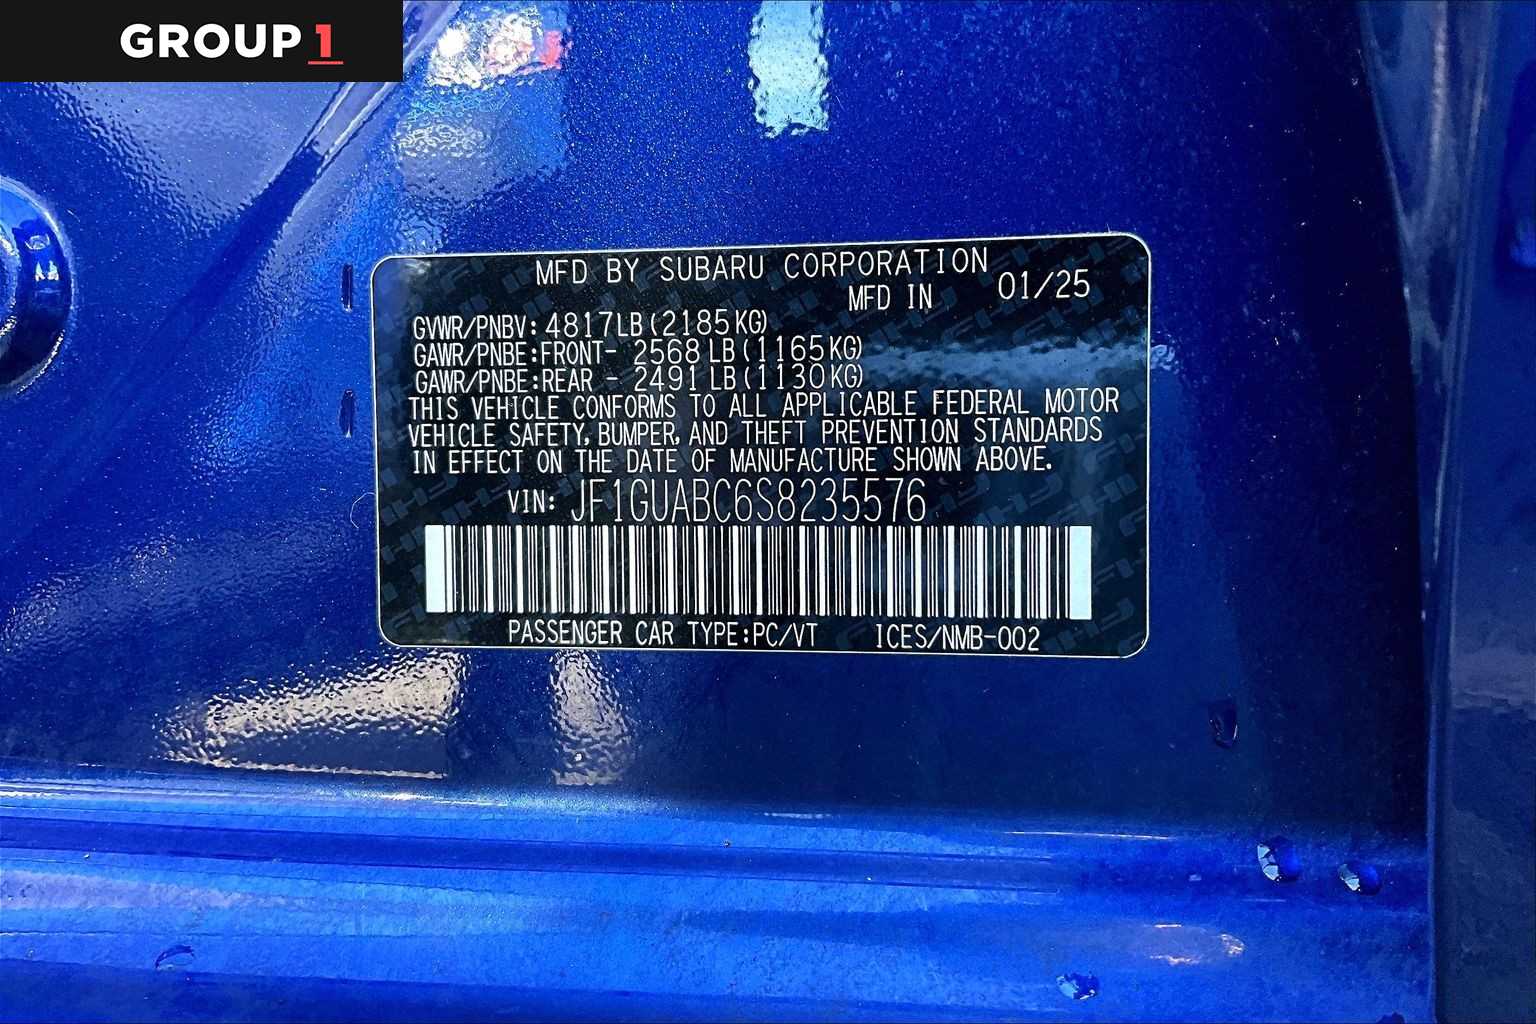 GROUP 1
MFD BY SUBARU CORPORATION
MFD IN 01/25
GVWR/PNBV: 4817LB(2185KG)
GAWR/PNBE:FRONT- 2568 LB(1165KG)
GAWR/PNBE:REAR - 2491 LB(1130KG)
THIS VEHICLE CONFORMS TO ALL APPLICABLE FEDERAL MOTOR
VEHICLE SAFETY, BUMPER, AND THEFT PREVENTION STANDARDS
IN EFFECT ON THE DATE OF MANUFACTURE SHOWN ABOVE.
VIN: JF1GUABC6S8235576
PASSENGER CAR TYPE:PC/VT ICES/NMB-002